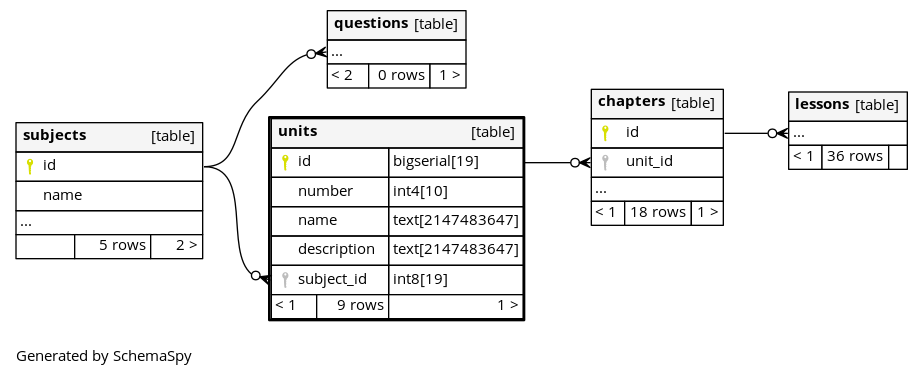 questions [table]
...
< 2 0 rows 1 >
subjects [table]
id
name
...
5 rows 2 >
units [table]
id bigserial[19]
number int4[10]
name text[2147483647]
description text[2147483647]
subject_id int8[19]
< 1 9 rows 1 >
chapters [table]
id
unit_id
...
< 1 18 rows 1 >
lessons [table]
...
< 1 36 rows
Generated by SchemaSpy